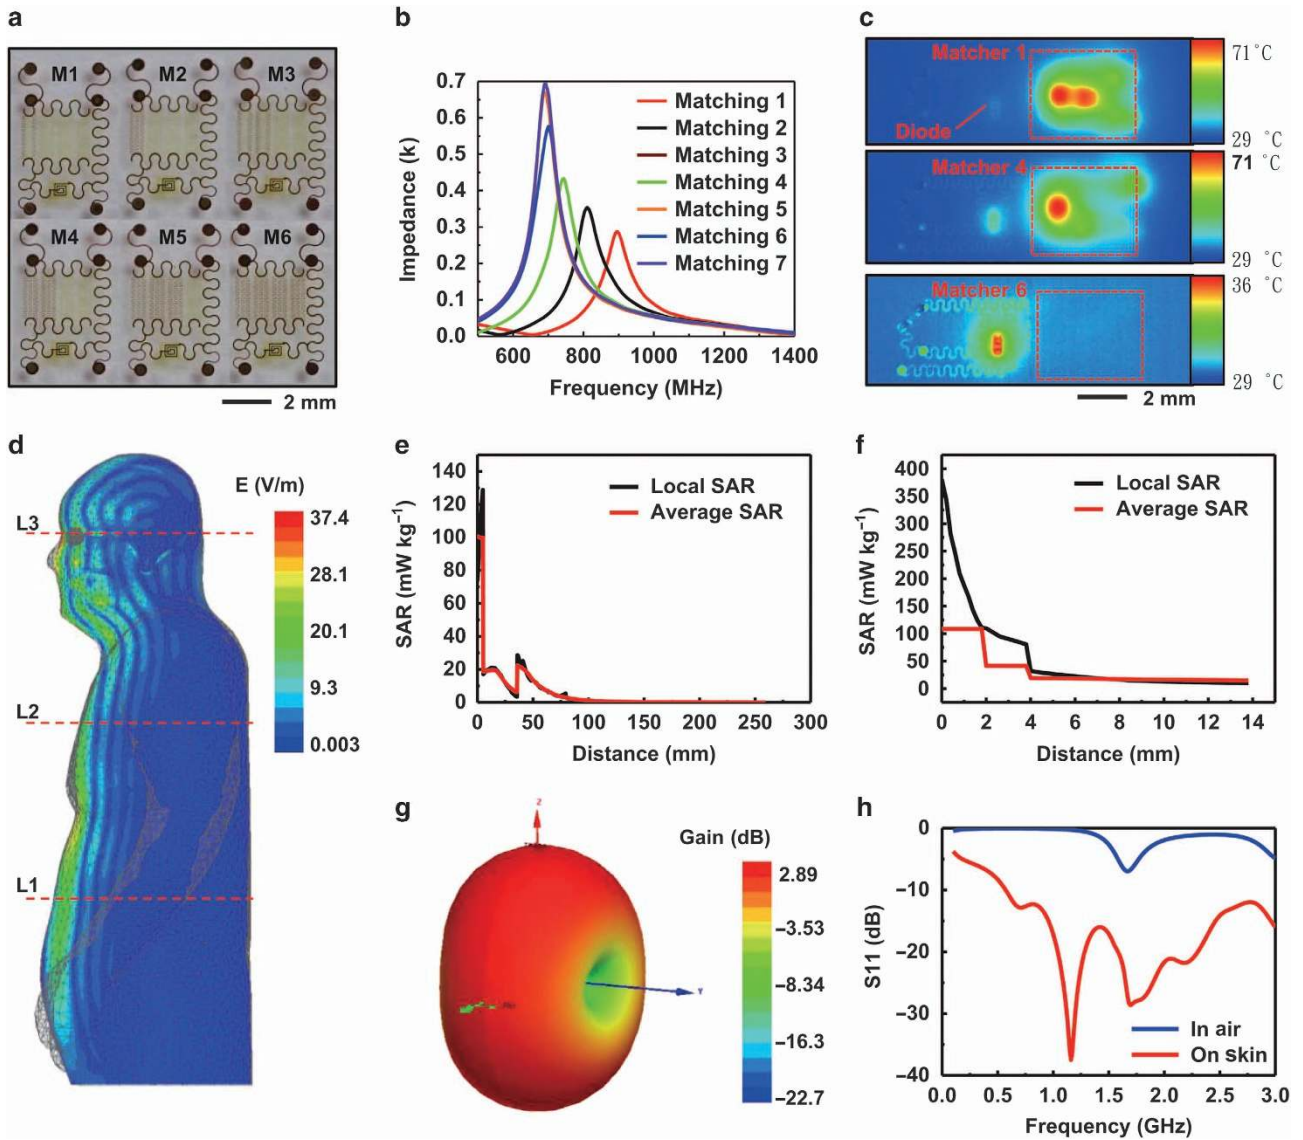 a
M1 M2 M3
M4 M5 M6
2 mm
b
Impedance (k)
0.7
0.6
0.5
0.4
0.3
0.2
0.1
0.0
600 800 1000 1200 1400
Frequency (MHz)
Matching 1
Matching 2
Matching 3
Matching 4
Matching 5
Matching 6
Matching 7
c
Matcher 1
Diode
71°C
29 °C
Matcher 4
71 °C
29 °C
Matcher 6
36 °C
29 °C
2 mm
d
L3
L2
L1
E (V/m)
37.4
28.1
20.1
9.3
0.003
e
SAR (mW kg−1)
140
120
100
80
60
40
20
0
0 50 100 150 200 250 300
Distance (mm)
Local SAR
Average SAR
f
SAR (mW kg−1)
400
350
300
250
200
150
100
50
0
0 2 4 6 8 10 12 14
Distance (mm)
Local SAR
Average SAR
g
Z
Y
Gain (dB)
2.89
−3.53
−8.34
−16.3
−22.7
h
S11 (dB)
0
−10
−20
−30
−40
0.0 0.5 1.0 1.5 2.0 2.5 3.0
Frequency (GHz)
In air
On skin